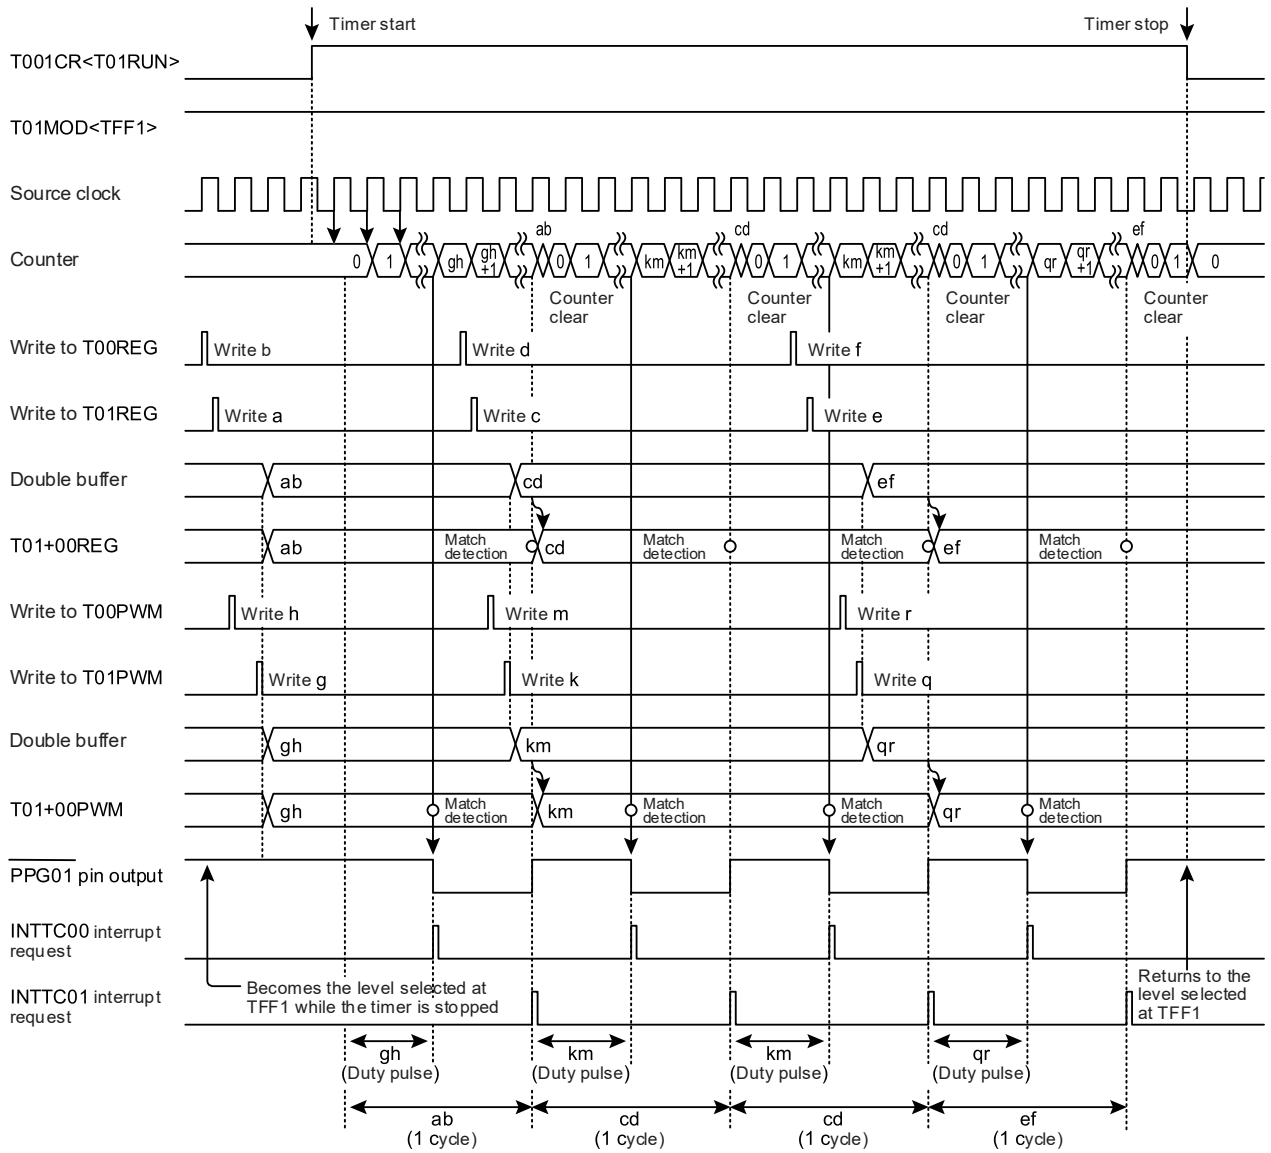 Timer start
Timer stop
T001CR<T01RUN>
T01MOD<TFF1>
Source clock
ab cd cd ef
Counter 0 1 gh gh+1 0 1 km km+1 0 1 km km+1 0 1 qr qr+1 0 1 0
Counter clear Counter clear Counter clear Counter clear
Write to T00REG Write b Write d Write f
Write to T01REG Write a Write c Write e
Double buffer ab cd ef
T01+00REG ab Match detection cd Match detection Match detection ef Match detection
Write to T00PWM Write h Write m Write r
Write to T01PWM Write g Write k Write q
Double buffer gh km qr
T01+00PWM gh Match detection km Match detection Match detection qr Match detection
PPG01 pin output
INTTC00 interrupt
request
Becomes the level selected at
TFF1 while the timer is stopped
Returns to the
level selected
at TFF1
INTTC01 interrupt
request
gh km km qr
(Duty pulse) (Duty pulse) (Duty pulse) (Duty pulse)
ab cd cd ef
(1 cycle) (1 cycle) (1 cycle) (1 cycle)